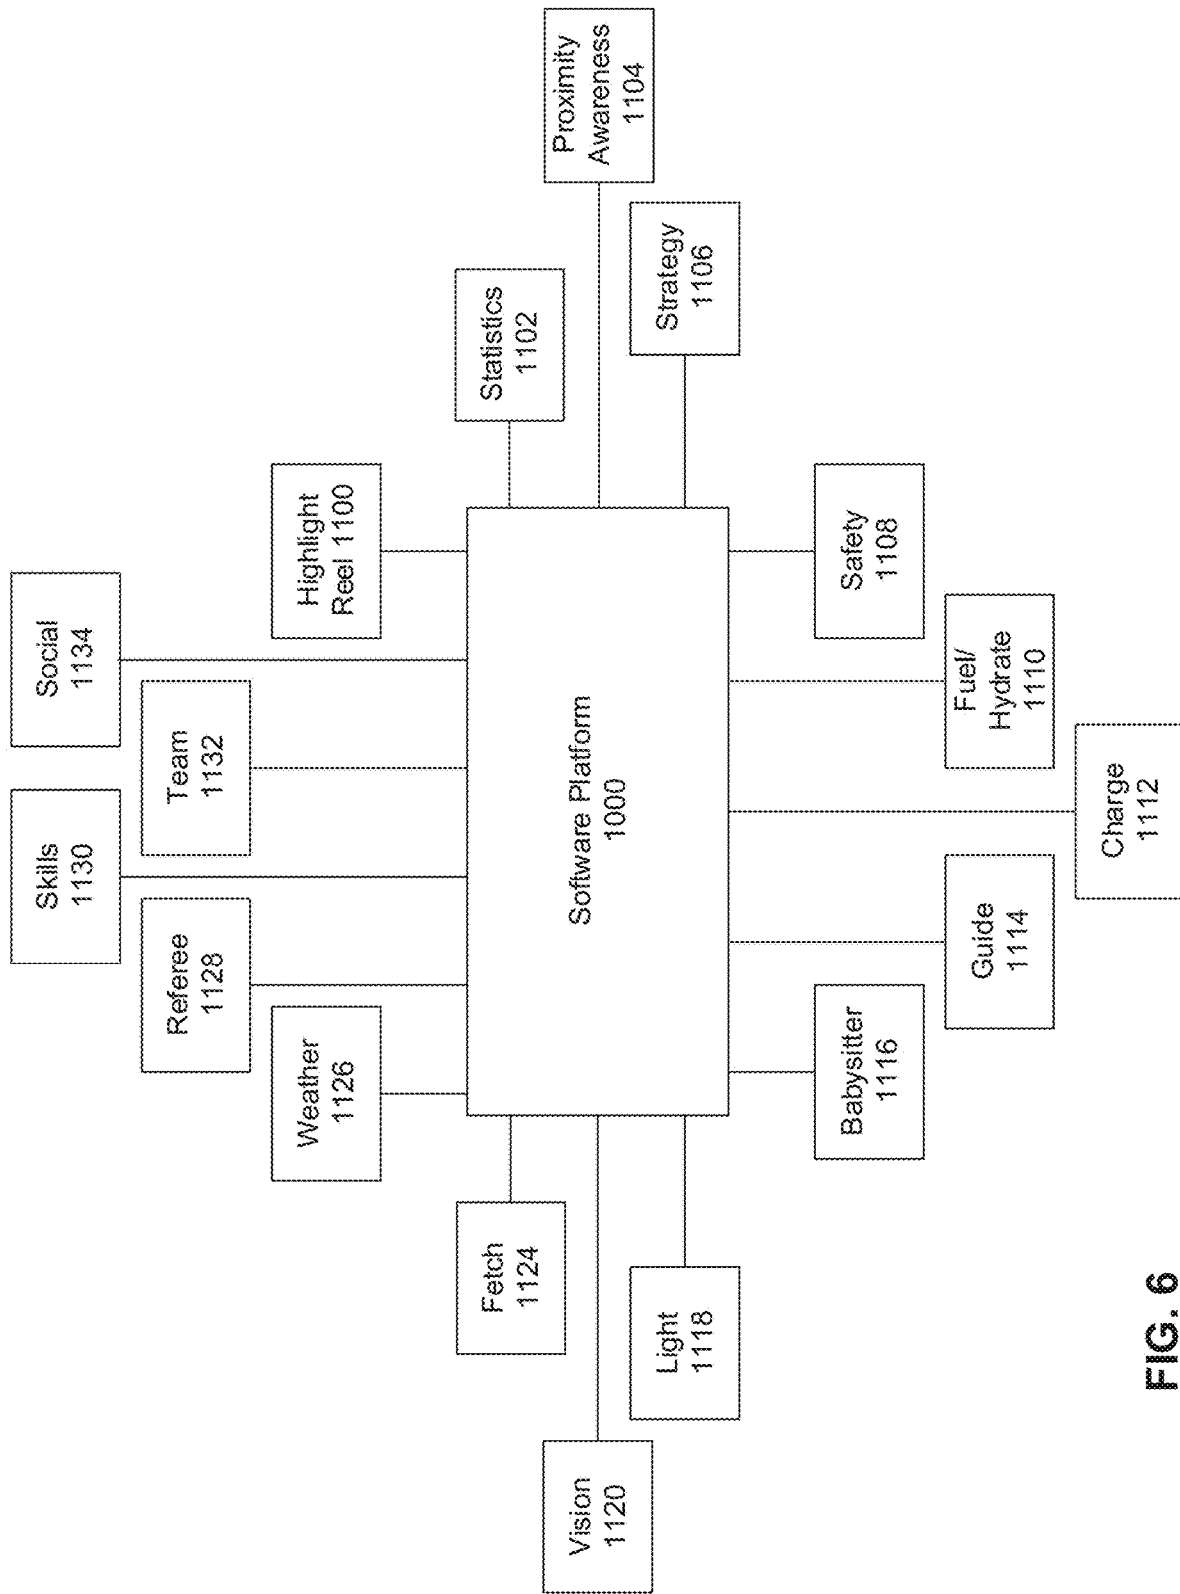 Skills
1130
Social
1134
Referee
1128
Team
1132
Weather
1126
Highlight
Reel 1100
Fetch
1124
Statistics
1102
Vision
1120
Software Platform
1000
Proximity
Awareness
1104
Light
1118
Strategy
1106
Babysitter
1116
Safety
1108
Guide
1114
Fuel/
Hydrate
1110
Charge
1112
FIG. 6